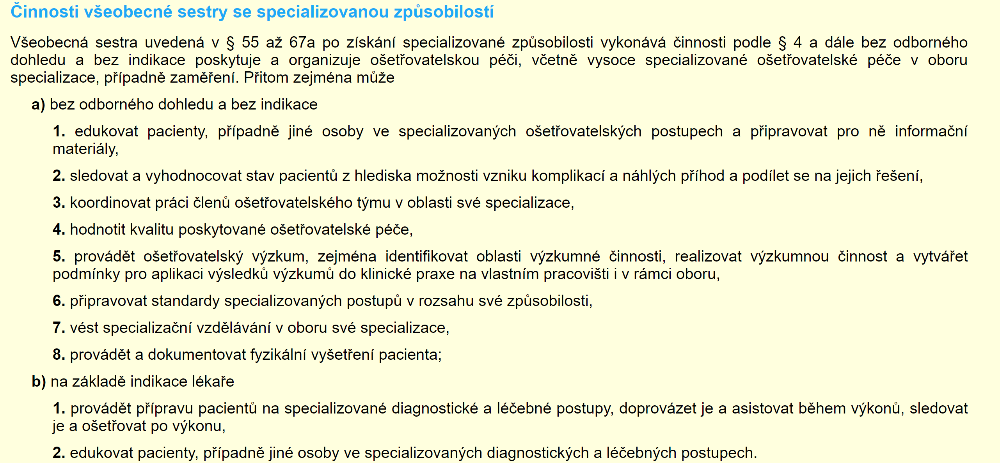 Činnosti všeobecné sestry se specializovanou způsobilostí
Všeobecná sestra uvedená v § 55 až 67a po získání specializované způsobilosti vykonává činnosti podle § 4 a dále bez odborného
dohledu a bez indikace poskytuje a organizuje ošetřovatelskou péči, včetně vysoce specializované ošetřovatelské péče v oboru
specializace, případně zaměření. Přitom zejména může
a) bez odborného dohledu a bez indikace
1. edukovat pacienty, případně jiné osoby ve specializovaných ošetřovatelských postupech a připravovat pro ně informační
materiály,
2. sledovat a vyhodnocovat stav pacientů z hlediska možnosti vzniku komplikací a náhlých příhod a podílet se na jejich řešení,
3. koordinovat práci členů ošetřovatelského týmu v oblasti své specializace,
4. hodnotit kvalitu poskytované ošetřovatelské péče,
5. provádět ošetřovatelský výzkum, zejména identifikovat oblasti výzkumné činnosti, realizovat výzkumnou činnost a vytvářet
podmínky pro aplikaci výsledků výzkumů do klinické praxe na vlastním pracovišti i v rámci oboru,
6. připravovat standardy specializovaných postupů v rozsahu své způsobilosti,
7. vést specializační vzdělávání v oboru své specializace,
8. provádět a dokumentovat fyzikální vyšetření pacienta;
b) na základě indikace lékaře
1. provádět přípravu pacientů na specializované diagnostické a léčebné postupy, doprovázet je a asistovat během výkonů, sledovat
je a ošetřovat po výkonu,
2. edukovat pacienty, případně jiné osoby ve specializovaných diagnostických a léčebných postupech.